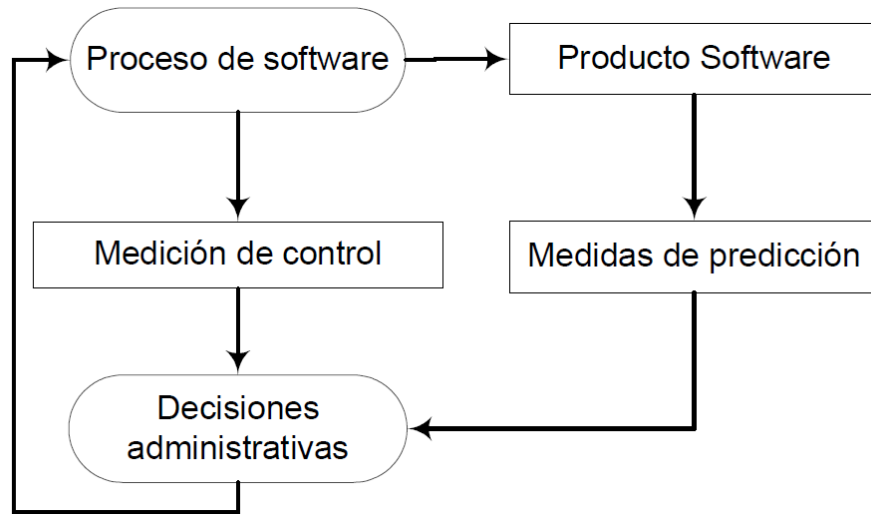 Proceso de software
Producto Software
Medición de control
Medidas de predicción
Decisiones
administrativas